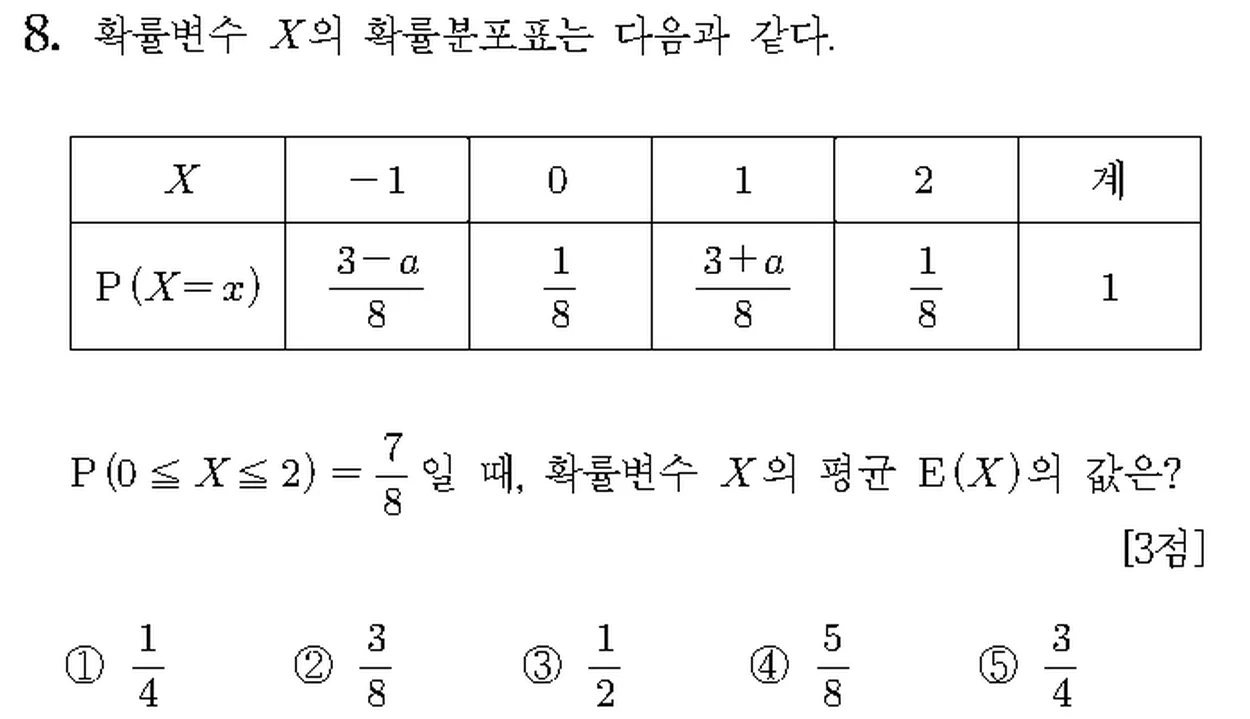 8. 확률변수 X의 확률분포표는 다음과 같다.
X -1 0 1 2 계
P(X=x) (3-a)/8 1/8 (3+a)/8 1/8 1
P(0≦X≦2)=7/8일 때, 확률변수 X의 평균 E(X)의 값은?
[3점]
① 1/4 ② 3/8 ③ 1/2 ④ 5/8 ⑤ 3/4